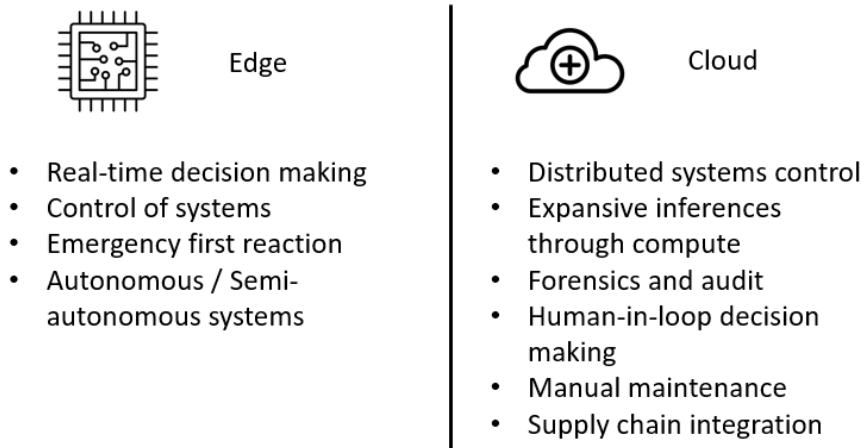 Edge
• Real-time decision making
• Control of systems
• Emergency first reaction
• Autonomous / Semi-
autonomous systems
Cloud
• Distributed systems control
• Expansive inferences
through compute
• Forensics and audit
• Human-in-loop decision
making
• Manual maintenance
• Supply chain integration